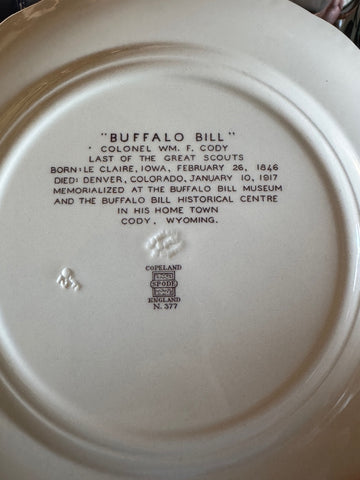 "BUFFALO BILL"
COLONEL WM. F. CODY
LAST OF THE GREAT SCOUTS
BORN: LE CLAIRE, IOWA, FEBRUARY 26, 1846
DIED: DENVER, COLORADO, JANUARY 10, 1917
MEMORIALIZED AT THE BUFFALO BILL MUSEUM
AND THE BUFFALO BILL HISTORICAL CENTRE
IN HIS HOME TOWN
CODY, WYOMING.
COPELAND
SPODE
ENGLAND
N. 377